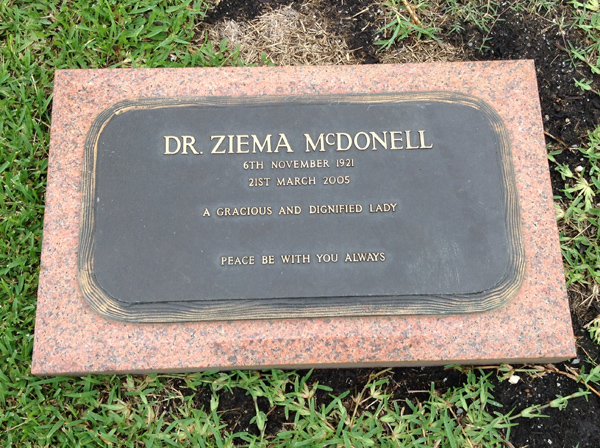 DR. ZIEMA McDONELL
6TH NOVEMBER 1921
21ST MARCH 2005
A GRACIOUS AND DIGNIFIED LADY
PEACE BE WITH YOU ALWAYS